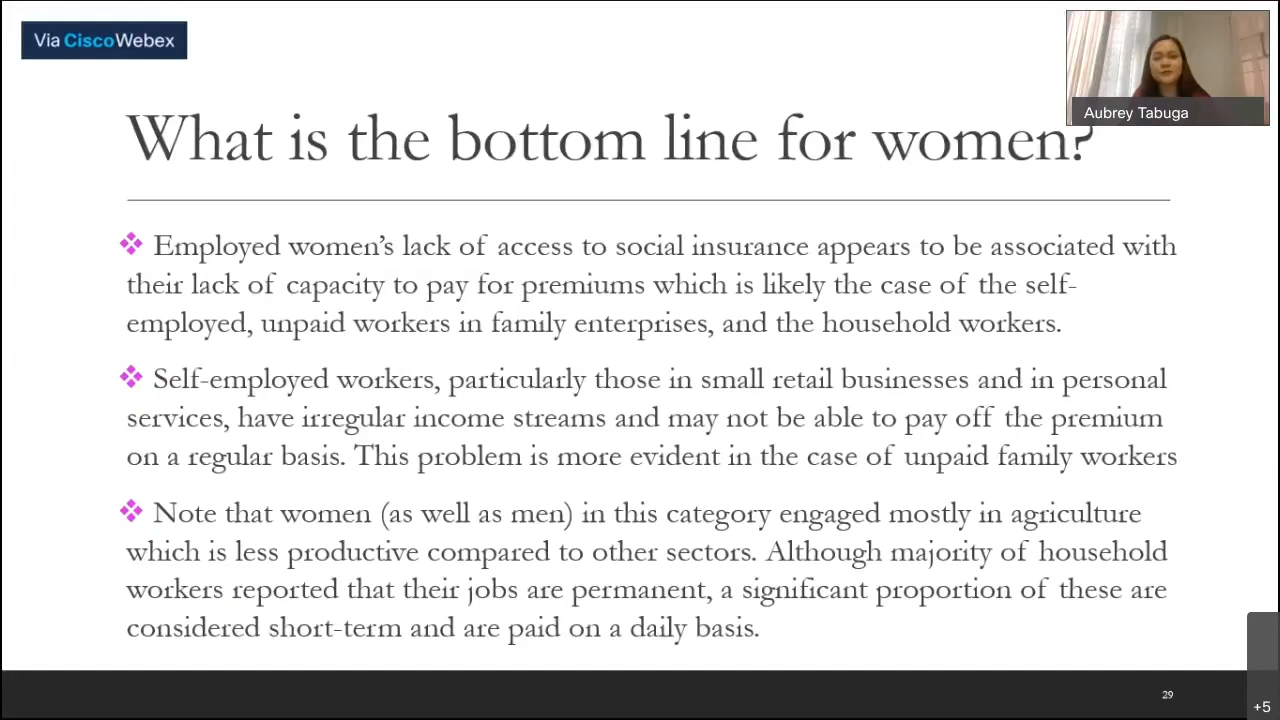 Via CiscoWebex
Aubrey Tabuga
What is the bottom line for women?
❖ Employed women’s lack of access to social insurance appears to be associated with
their lack of capacity to pay for premiums which is likely the case of the self-
employed, unpaid workers in family enterprises, and the household workers.
❖ Self-employed workers, particularly those in small retail businesses and in personal
services, have irregular income streams and may not be able to pay off the premium
on a regular basis. This problem is more evident in the case of unpaid family workers
❖ Note that women (as well as men) in this category engaged mostly in agriculture
which is less productive compared to other sectors. Although majority of household
workers reported that their jobs are permanent, a significant proportion of these are
considered short-term and are paid on a daily basis.
29
+5